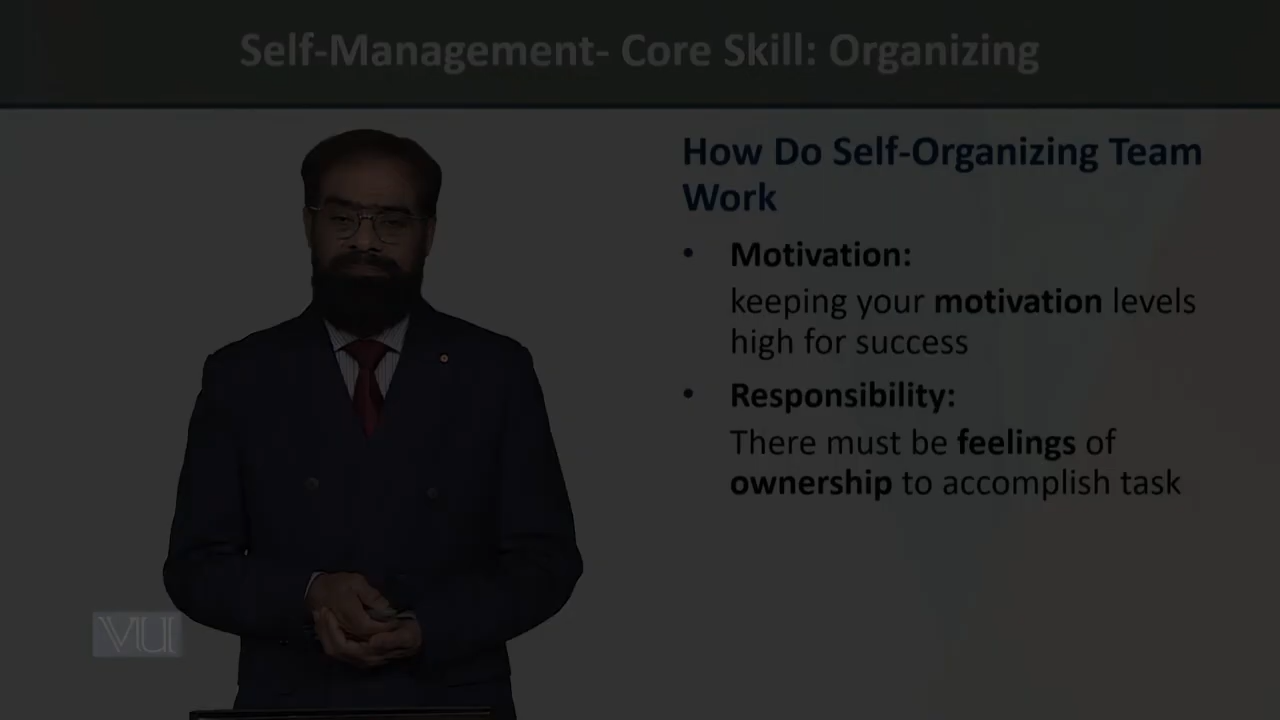 Self-Management- Core Skill: Organizing
How Do Self-Organizing Team
Work
• Motivation:
keeping your motivation levels
high for success
• Responsibility:
There must be feelings of
ownership to accomplish task
VU